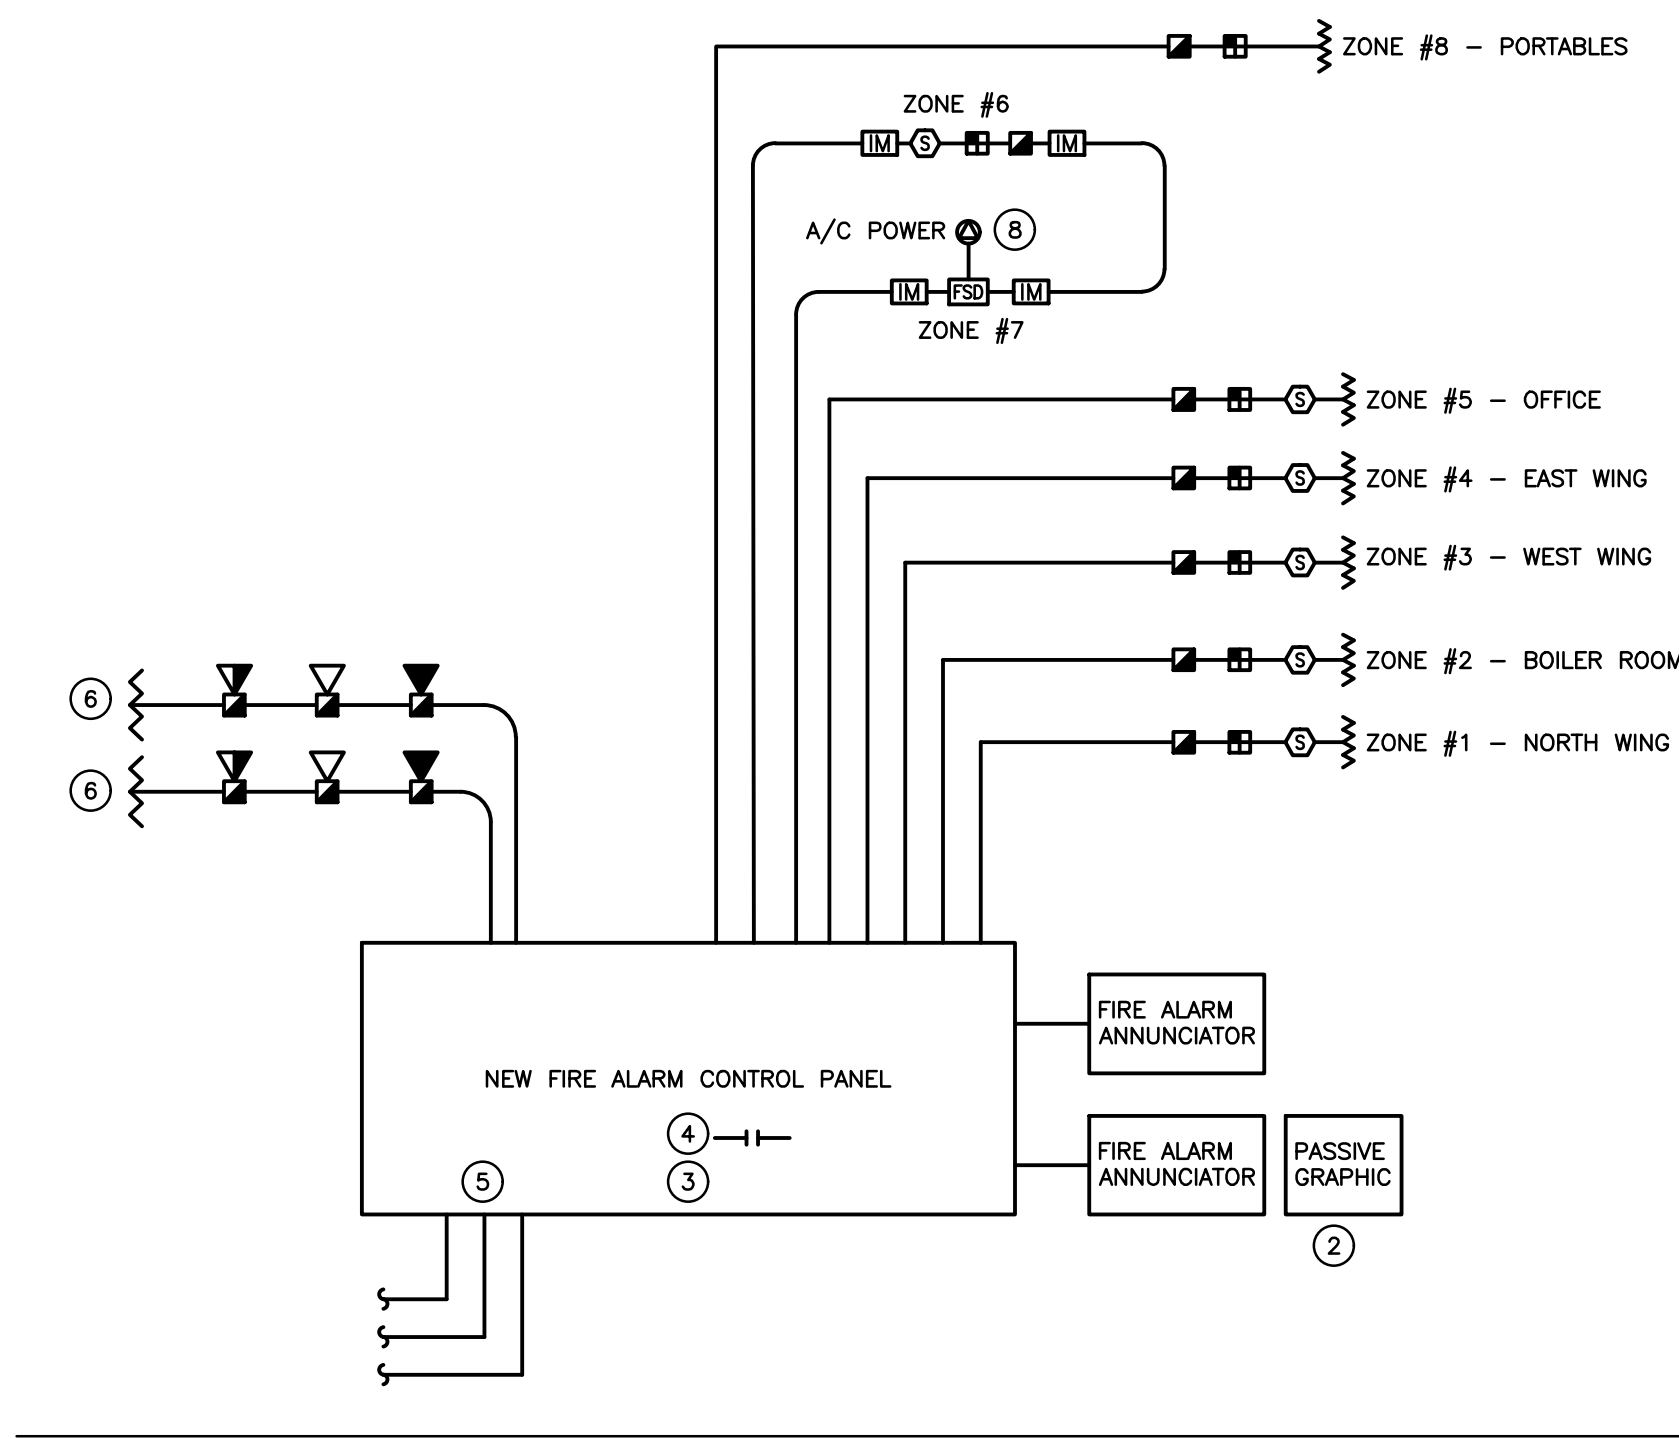 ZONE #8 - PORTABLES
ZONE #6
IM S IM
A/C POWER 8
IM FSD IM
ZONE #7
S ZONE #5 - OFFICE
S ZONE #4 - EAST WING
S ZONE #3 - WEST WING
S ZONE #2 - BOILER ROOM
6
S ZONE #1 - NORTH WING
6
FIRE ALARM
ANNUNCIATOR
NEW FIRE ALARM CONTROL PANEL
4
3
5
FIRE ALARM
ANNUNCIATOR
PASSIVE
GRAPHIC
2